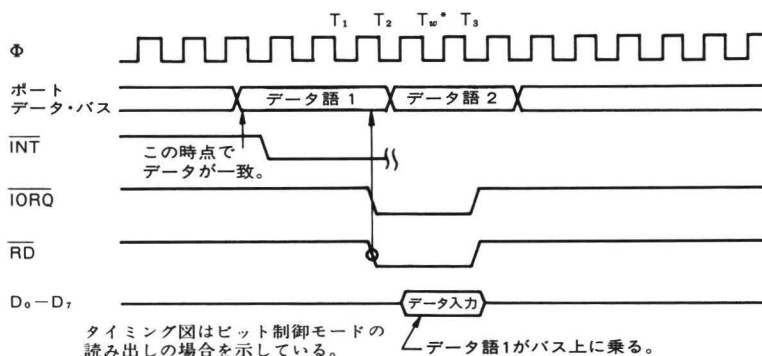 T₁ T₂ Tw* T₃
Φ
ポート
データ・バス
データ語 1
データ語 2
INT
この時点で
データが一致。
IORQ
RD
D₀－D₇
データ入力
タイミング図はビット制御モードの
読み出しの場合を示している。
データ語1がバス上に乗る。